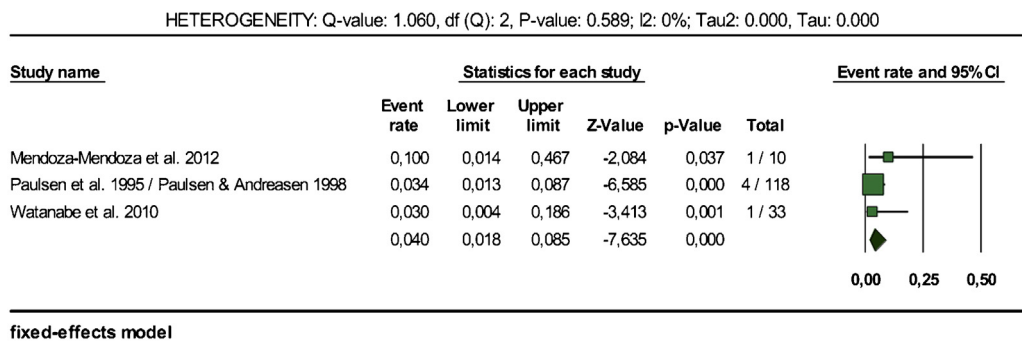 HETEROGENEITY: Q-value: 1.060, df (Q): 2, P-value: 0.589; I2: 0%; Tau2: 0.000, Tau: 0.000
Study name Statistics for each study Event rate and 95% CI
Event Lower Upper
rate limit limit Z-Value p-Value Total
Mendoza-Mendoza et al. 2012 0,100 0,014 0,467 -2,084 0,037 1 / 10
Paulsen et al. 1995 / Paulsen & Andreasen 1998 0,034 0,013 0,087 -6,585 0,000 4 / 118
Watanabe et al. 2010 0,030 0,004 0,186 -3,413 0,001 1 / 33
0,040 0,018 0,085 -7,635 0,000
0,00 0,25 0,50
fixed-effects model